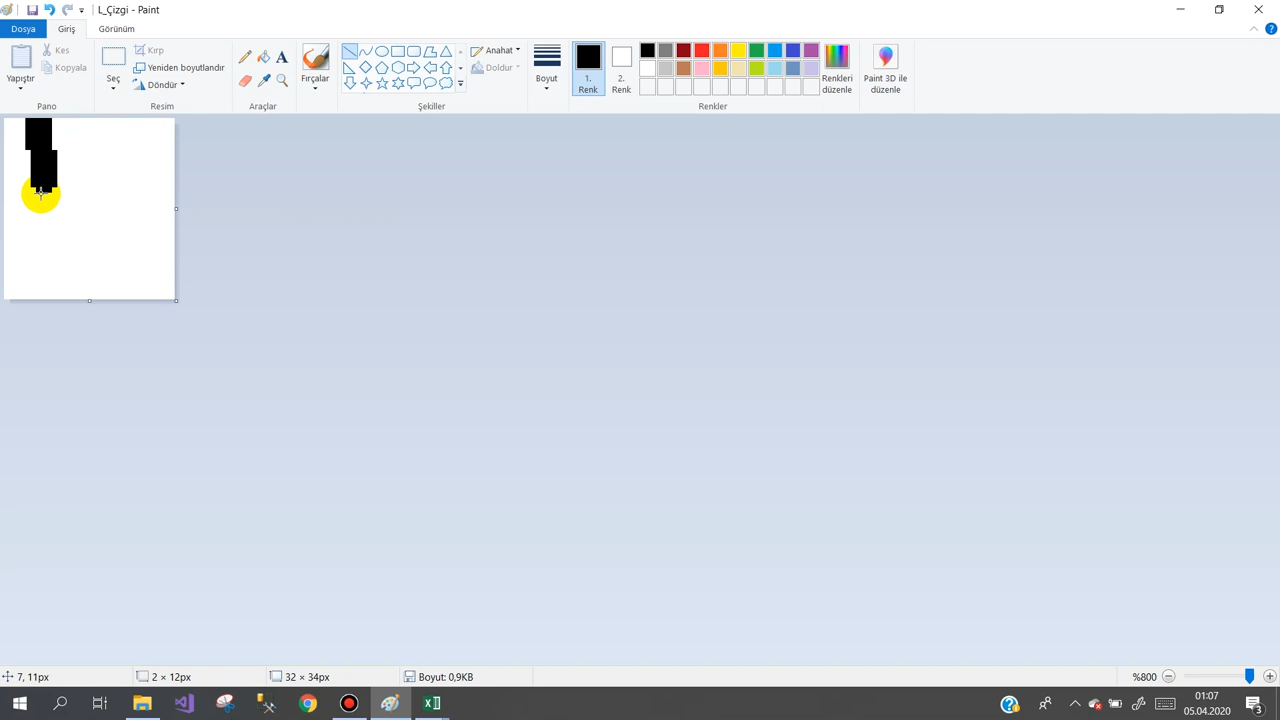 L_Çizgi - Paint
Dosya
Giriş
Görünüm
Yapıştır
Kes
Kopyala
Pano
Seç
Kırp
Yeniden boyutlandır
Döndür
Resim
A
Araçlar
Fırçalar
Anahat
Doldur
Şekiller
Boyut
1.
Renk
2.
Renk
Renkler
Renkleri
düzenle
Paint 3D ile
düzenle
7, 11px
2 × 12px
32 × 34px
Boyut: 0,9KB
%800
01:07
05.04.2020
3